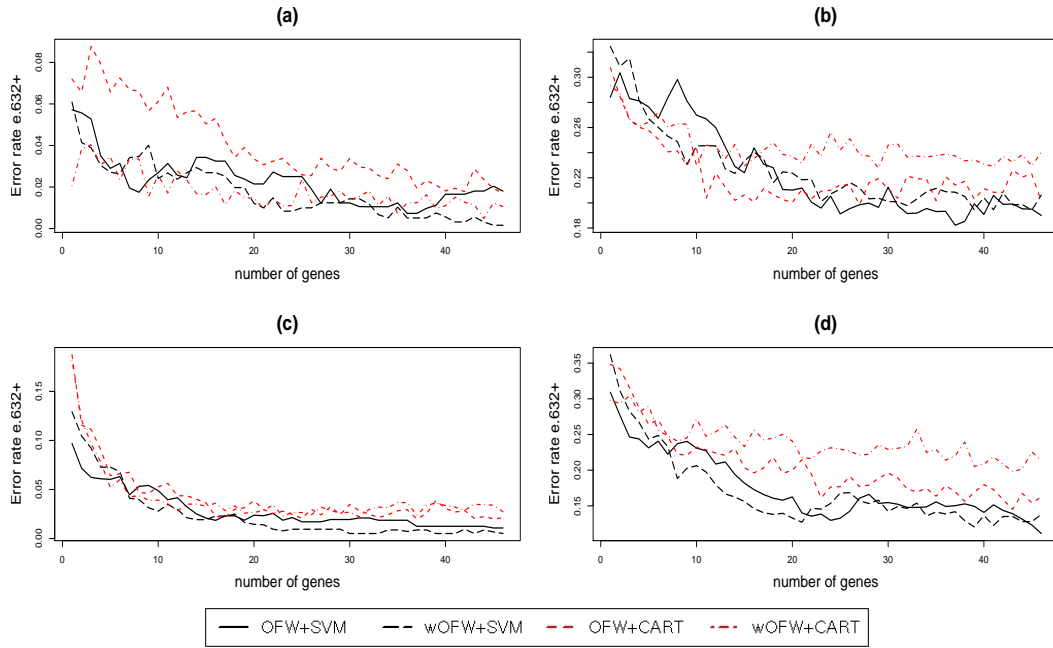 (a)
Error rate e.632+
0.00 0.02 0.04 0.06 0.08
0 10 20 30 40
number of genes
(b)
Error rate e.632+
0.18 0.22 0.26 0.30
0 10 20 30 40
number of genes
(c)
Error rate e.632+
0.00 0.05 0.10 0.15
0 10 20 30 40
number of genes
(d)
Error rate e.632+
0.15 0.20 0.25 0.30 0.35
0 10 20 30 40
number of genes
OFW+SVM wOFW+SVM OFW+CART wOFW+CART